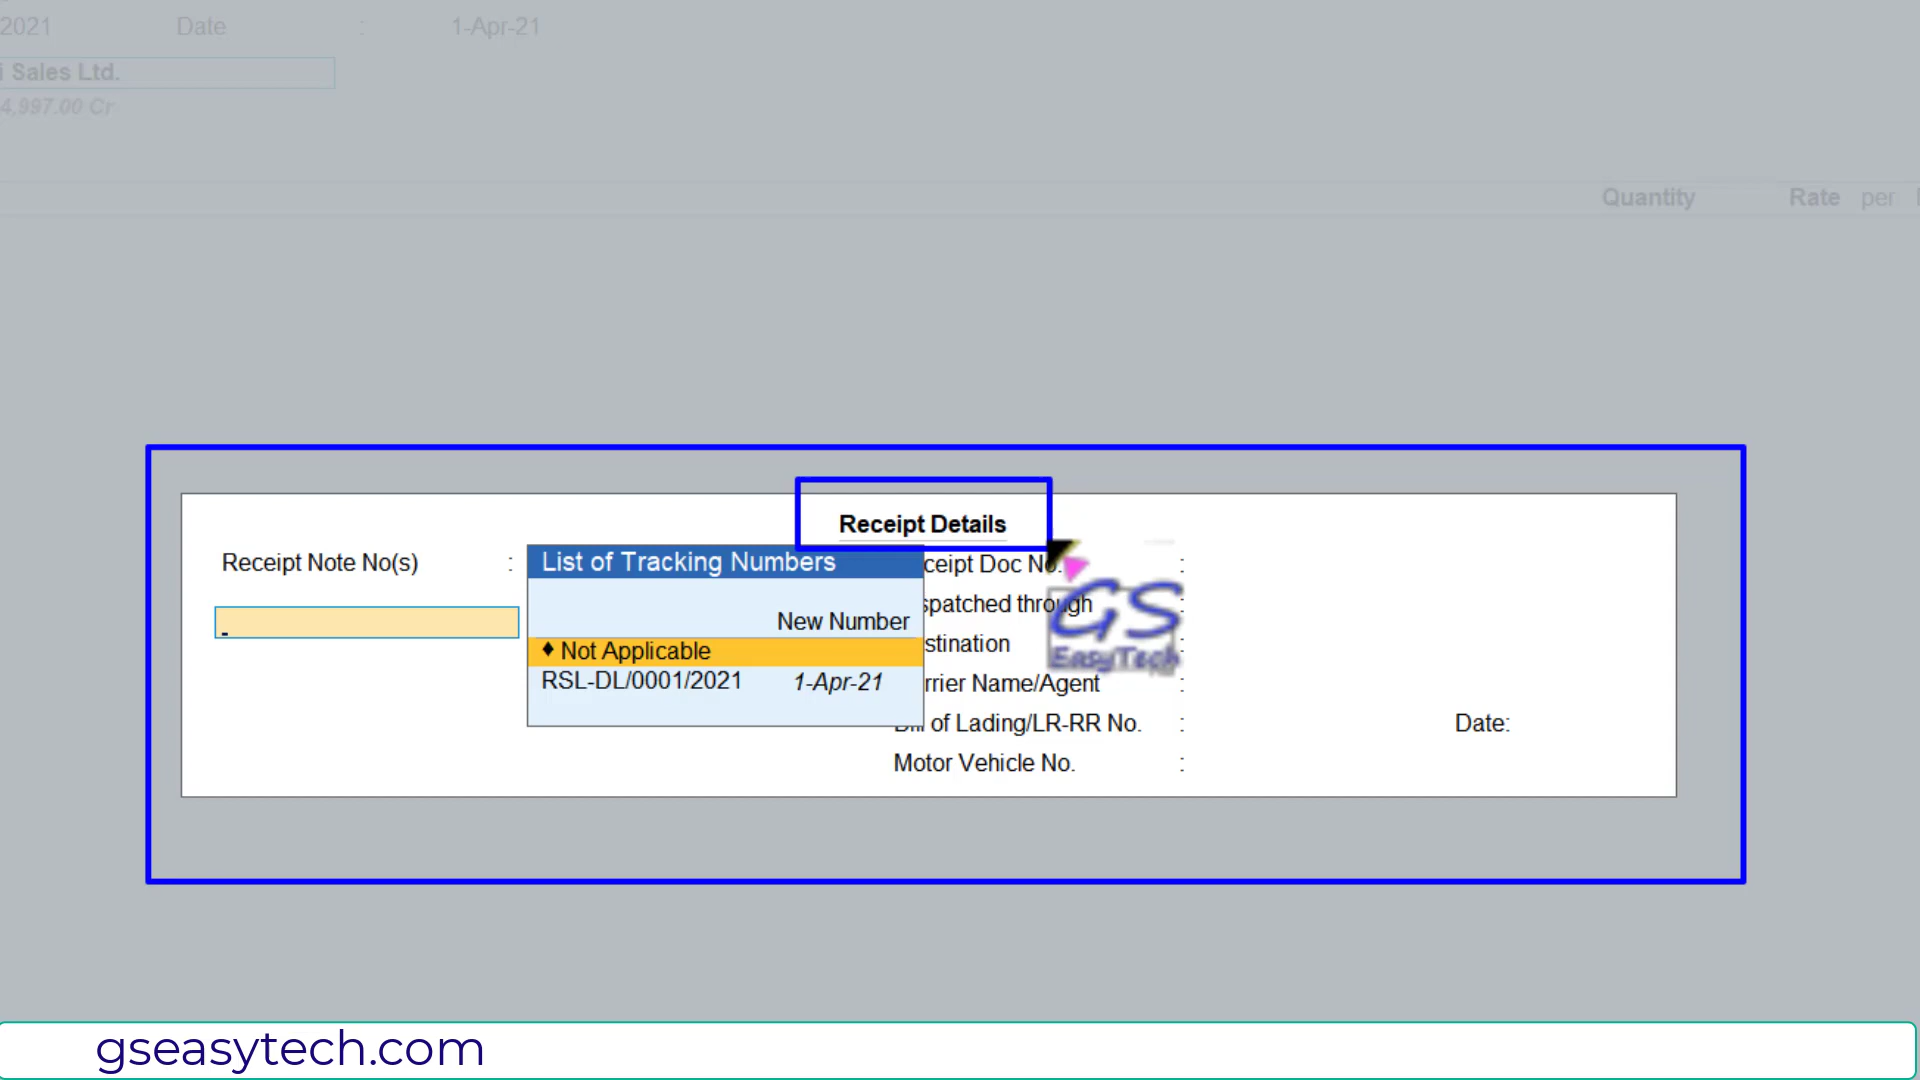 2021 Date : 1-Apr-21
i Sales Ltd.
4,997.00 Cr
Quantity Rate per
Receipt Details
Receipt Note No(s) : List of Tracking Numbers ceipt Doc No. :
spatched through :
New Number
stination :
♦ Not Applicable
RSL-DL/0001/2021 1-Apr-21 rrier Name/Agent :
of Lading/LR-RR No. : Date:
Motor Vehicle No. :
GS
EasyTech
gseasytech.com